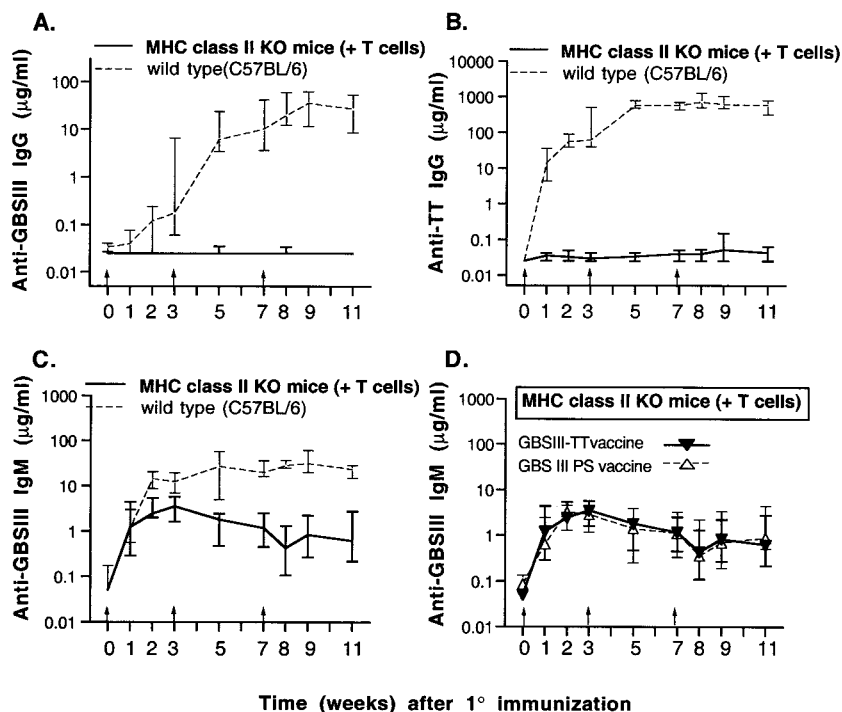 A.
MHC class II KO mice (+ T cells)
wild type(C57BL/6)
Anti-GBSIII IgG (µg/ml)
100
10
1
0.1
0.01
0 1 2 3 5 7 8 9 11
B.
MHC class II KO mice (+ T cells)
wild type (C57BL/6)
Anti-TT IgG (µg/ml)
10000
1000
100
10
1
0.1
0.01
0 1 2 3 5 7 8 9 11
C.
MHC class II KO mice (+ T cells)
wild type (C57BL/6)
Anti-GBSIII IgM (µg/ml)
1000
100
10
1
0.1
0.01
0 1 2 3 5 7 8 9 11
D.
MHC class II KO mice (+ T cells)
GBSIII-TTvaccine
GBS III PS vaccine
Anti-GBSIII IgM (µg/ml)
1000
100
10
1
0.1
0.01
0 1 2 3 5 7 8 9 11
Time (weeks) after 1° immunization